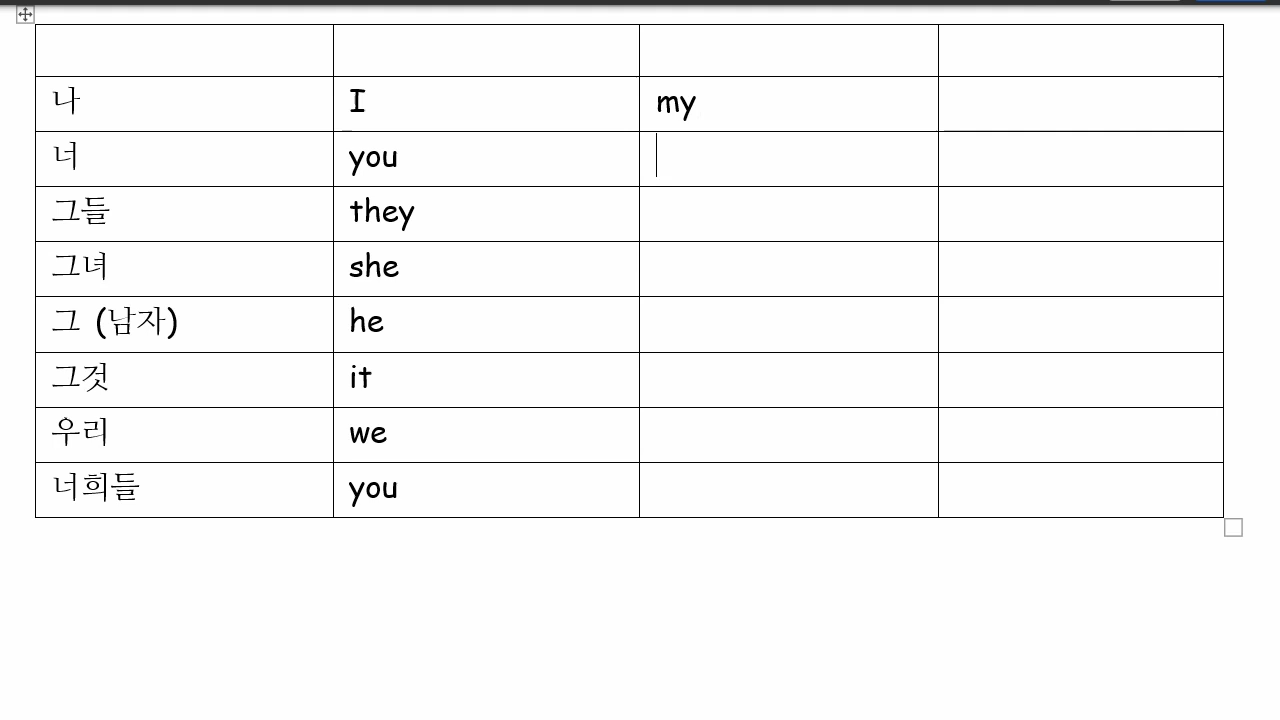 나 I my
너 you
그들 they
그녀 she
그 (남자) he
그것 it
우리 we
너희들 you